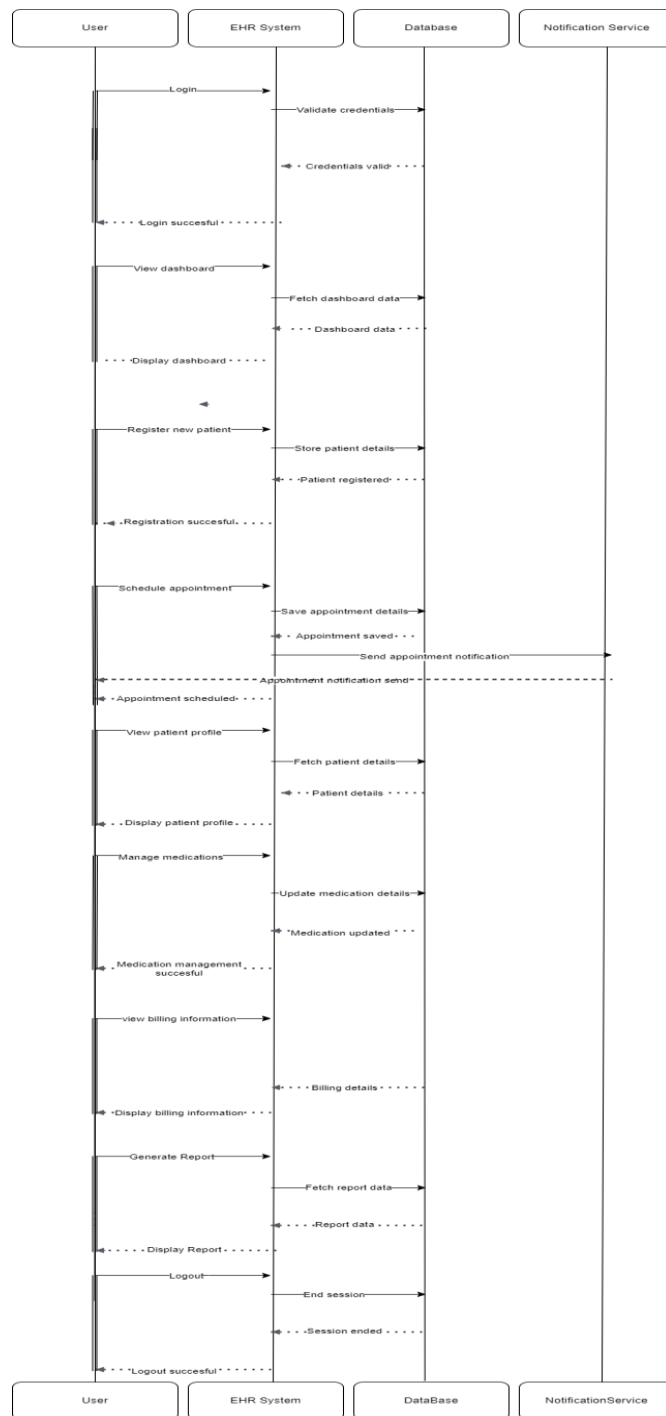 User
EHR System
Database
Notification Service
Login
Validate credentials
Credentials valid
Login succesful
View dashboard
Fetch dashboard data
Dashboard data
Display dashboard
Register new patient
Store patient details
Patient registered
Registration succesful
Schedule appointment
Save appointment details
Appointment saved
Send appointment notification
Appointment notification send
Appointment scheduled
View patient profile
Fetch patient details
Patient details
Display patient profile
Manage medications
Update medication details
Medication updated
Medication management
succesful
view billing information
Billing details
Display billing information
Generate Report
Fetch report data
Report data
Display Report
Logout
End session
Session ended
Logout succesful
User
EHR System
DataBase
NotificationService